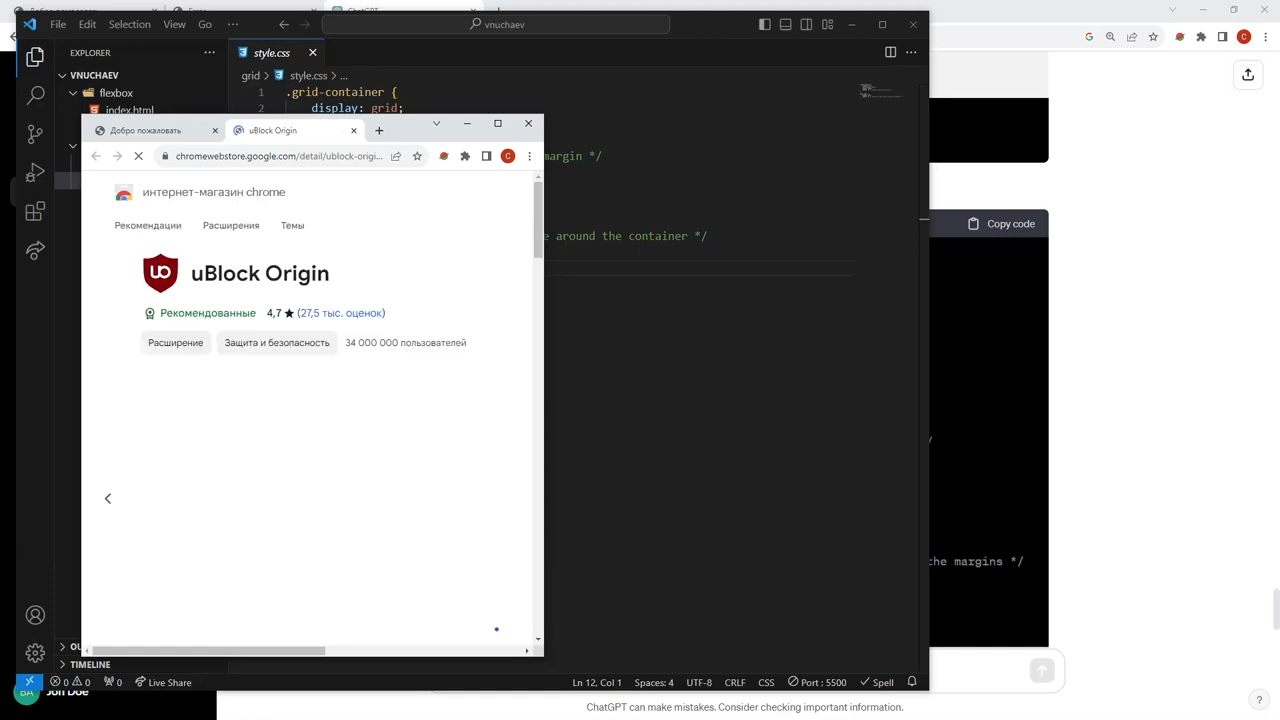 File Edit Selection View Go ··· vnuchaev
EXPLORER ···
VNUCHAEV
flexbox
index.html
style.css
grid > style.css > ...
1 .grid-container {
2 display: grid;
margin */
e around the container */
Добро пожаловать
uBlock Origin
chromewebstore.google.com/detail/ublock-origi...
C
интернет-магазин chrome
Рекомендации Расширения Темы
uBlock Origin
Рекомендованные 4,7 ★ (27,5 тыс. оценок)
Расширение Защита и безопасность 34 000 000 пользователей
TIMELINE
0 0 0 Live Share
Ln 12, Col 1 Spaces: 4 UTF-8 CRLF CSS Port : 5500 Spell
C
Copy code
the margins */
ChatGPT can make mistakes. Consider checking important information.
?